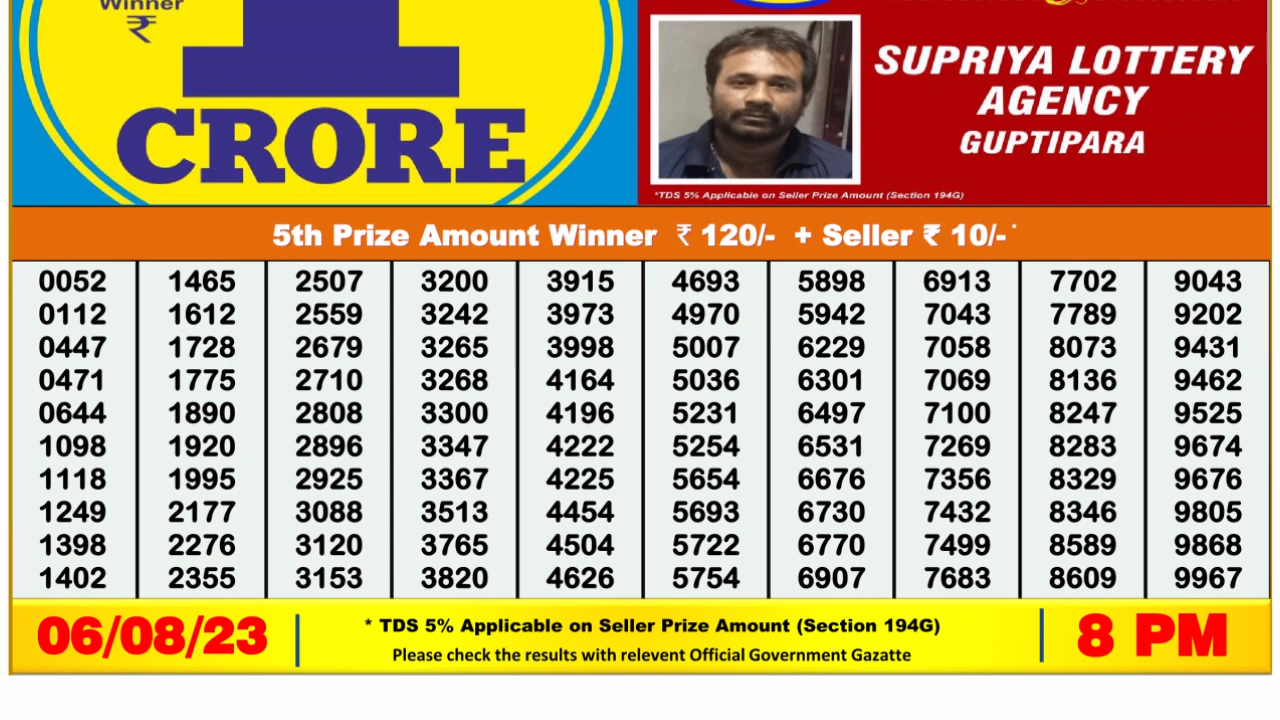 Winner
₹
1
CRORE
SUPRIYA LOTTERY
AGENCY
GUPTIPARA
*TDS 5% Applicable on Seller Prize Amount (Section 194G)
5th Prize Amount Winner ₹ 120/- + Seller ₹ 10/-*
0052 1465 2507 3200 3915 4693 5898 6913 7702 9043
0112 1612 2559 3242 3973 4970 5942 7043 7789 9202
0447 1728 2679 3265 3998 5007 6229 7058 8073 9431
0471 1775 2710 3268 4164 5036 6301 7069 8136 9462
0644 1890 2808 3300 4196 5231 6497 7100 8247 9525
1098 1920 2896 3347 4222 5254 6531 7269 8283 9674
1118 1995 2925 3367 4225 5654 6676 7356 8329 9676
1249 2177 3088 3513 4454 5693 6730 7432 8346 9805
1398 2276 3120 3765 4504 5722 6770 7499 8589 9868
1402 2355 3153 3820 4626 5754 6907 7683 8609 9967
06/08/23
* TDS 5% Applicable on Seller Prize Amount (Section 194G)
Please check the results with relevent Official Government Gazatte
8 PM